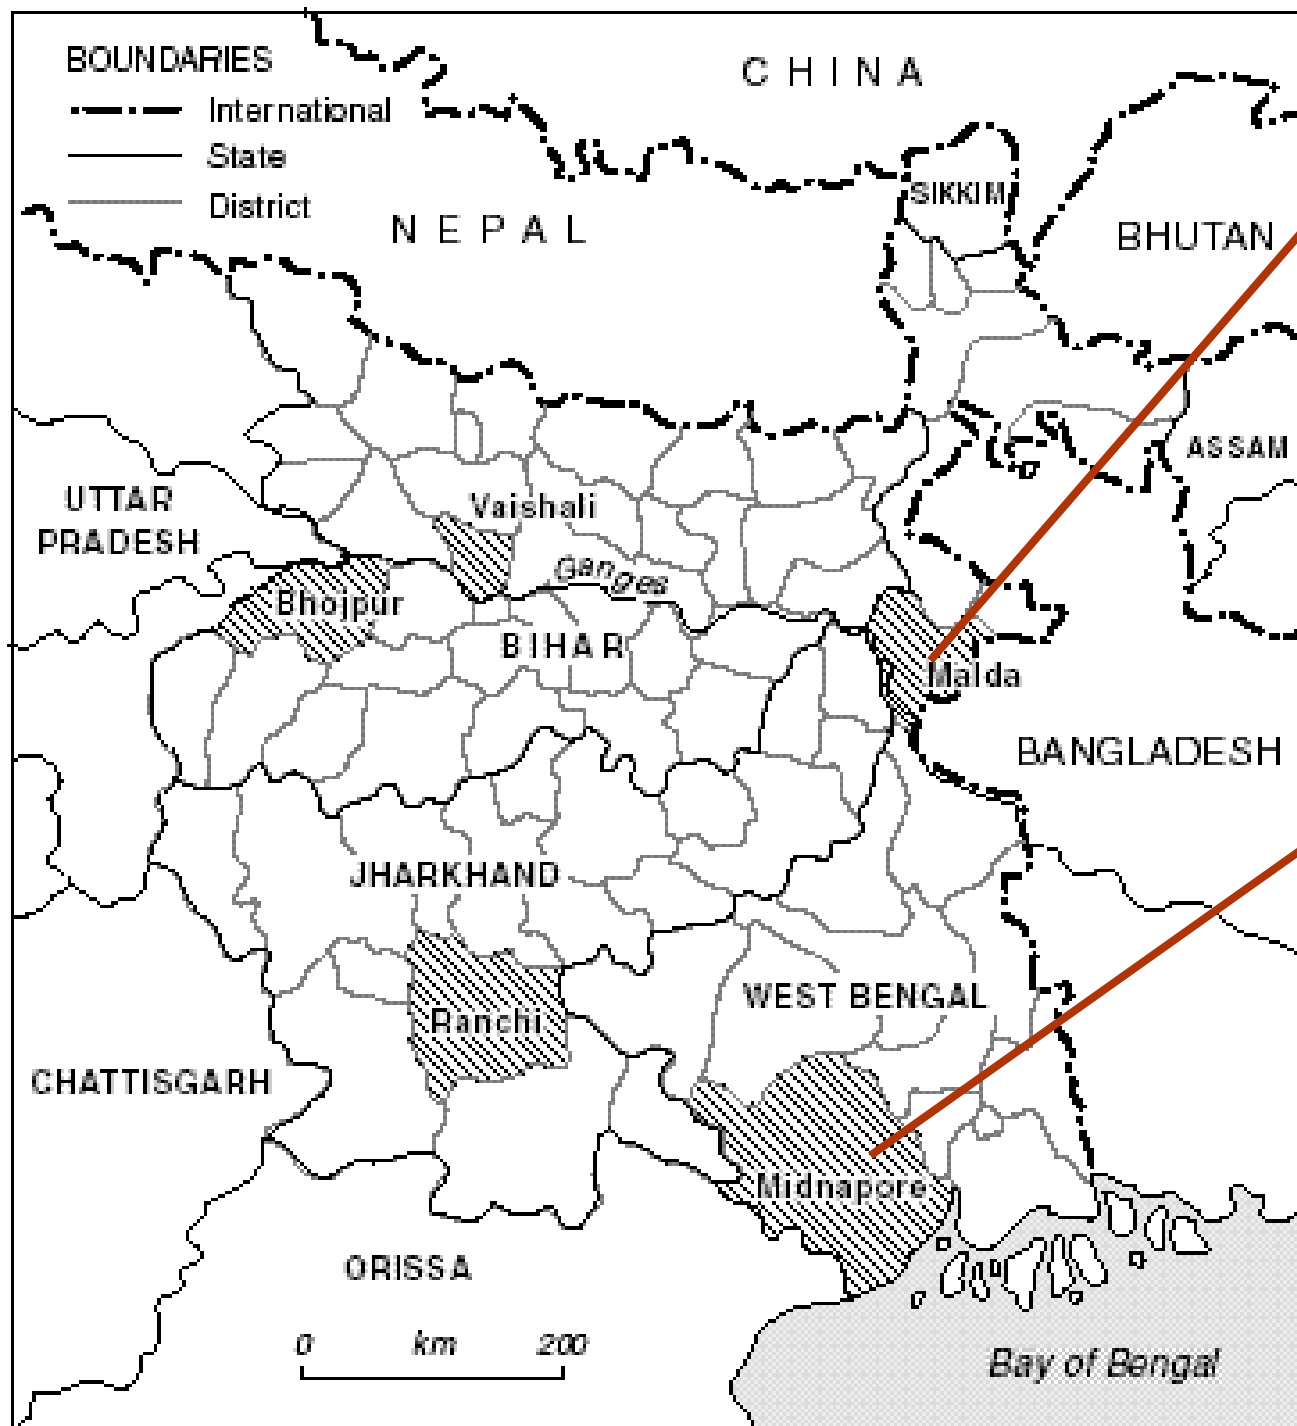 BOUNDARIES
International
State
District
CHINA
NEPAL
SIKKIM
BHUTAN
ASSAM
UTTAR
PRADESH
Vaishali
Ganges
Bhojpur
BIHAR
Malda
BANGLADESH
JHARKHAND
WEST BENGAL
Ranchi
CHATTISGARH
Midnapore
ORISSA
0 km 200
Bay of Bengal